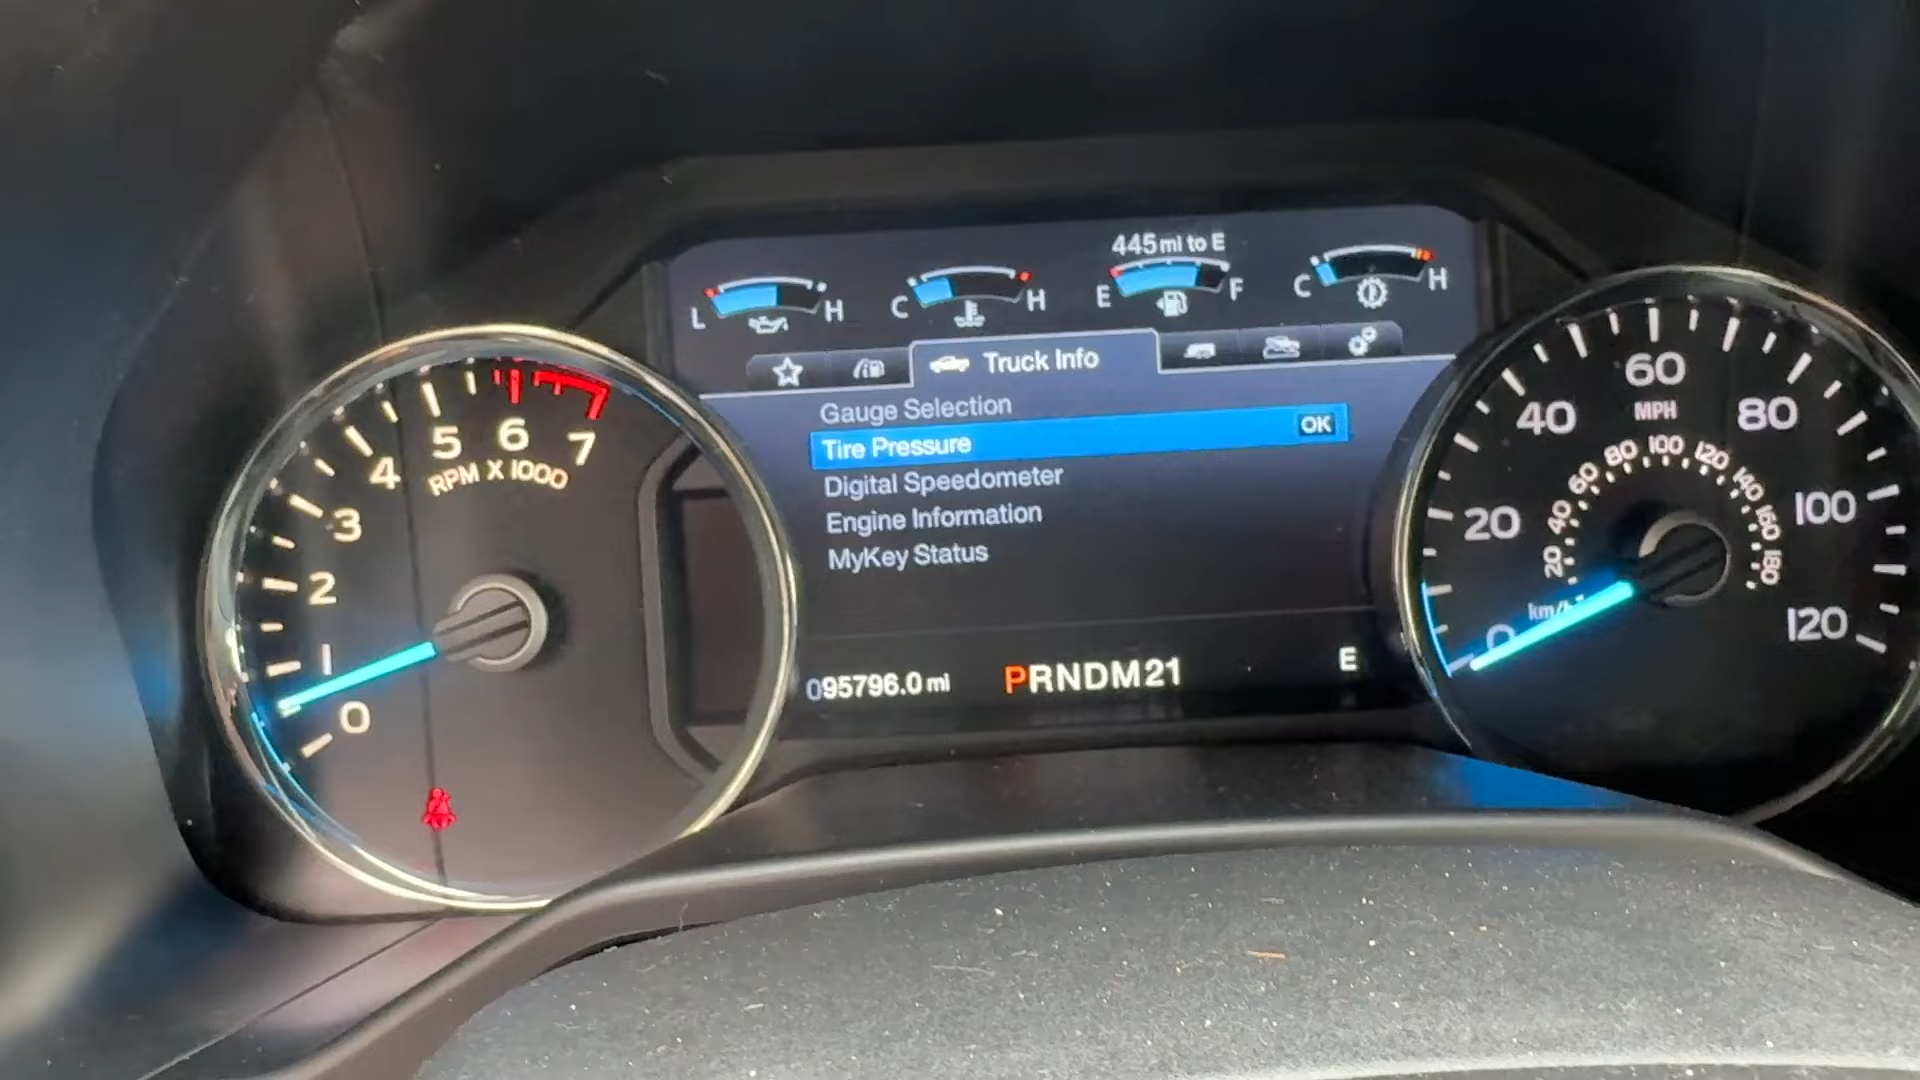 445 mi to E
L H
C H
E F
C H
Truck Info
Gauge Selection
Tire Pressure OK
Digital Speedometer
Engine Information
MyKey Status
095796.0 mi
PRNDM21
E
0 1 2 3 4 5 6 7
RPM X 1000
0 20 40 60 80 100 120
MPH
20 40 60 80 100 120 140 160 180
km/h